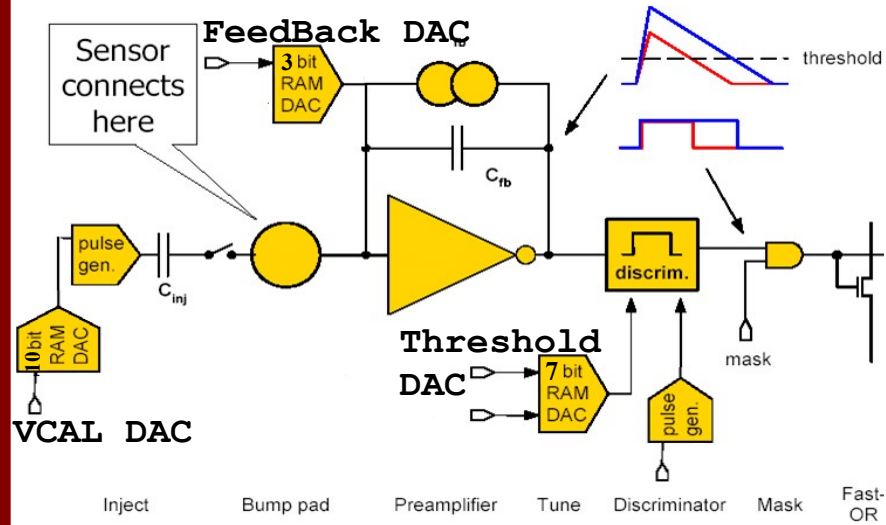 FeedBack DAC
Sensor
connects
here
3 bit
RAM
DAC
fb
threshold
Cfb
pulse
gen.
Cinj
discrim.
10 bit
RAM
DAC
VCAL DAC
Threshold
DAC
7 bit
RAM
DAC
pulse
gen.
mask
Inject
Bump pad
Preamplifier
Tune
Discriminator
Mask
Fast-
OR